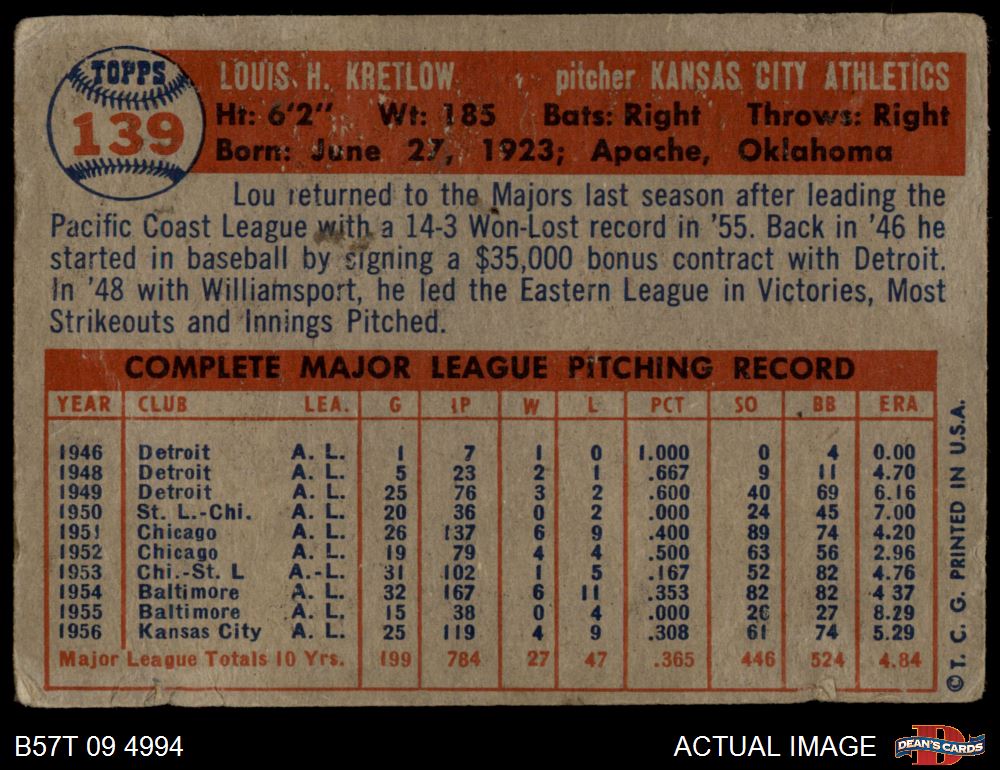 TOPPS
139
LOUIS H. KRETLOW pitcher KANSAS CITY ATHLETICS
Ht: 6'2" Wt: 185 Bats: Right Throws: Right
Born: June 27, 1923; Apache, Oklahoma
Lou returned to the Majors last season after leading the
Pacific Coast League with a 14-3 Won-Lost record in '55. Back in '46 he
started in baseball by signing a $35,000 bonus contract with Detroit.
In '48 with Williamsport, he led the Eastern League in Victories, Most
Strikeouts and Innings Pitched.
COMPLETE MAJOR LEAGUE PITCHING RECORD
YEAR CLUB LEA. G IP W L PCT SO BB ERA
1946 Detroit A. L. 1 7 1 0 1.000 0 4 0.00
1948 Detroit A. L. 5 23 2 1 .667 9 11 4.70
1949 Detroit A. L. 25 76 3 2 .600 40 69 6.16
1950 St. L.-Chi. A. L. 20 36 0 2 .000 24 45 7.00
1951 Chicago A. L. 26 137 6 9 .400 89 74 4.20
1952 Chicago A. L. 19 79 4 4 .500 63 56 2.96
1953 Chi.-St. L A.-L. 31 102 1 5 .167 52 82 4.76
1954 Baltimore A. L. 32 167 6 11 .353 82 82 4 37
1955 Baltimore A. L. 15 38 0 4 .000 26 27 8.29
1956 Kansas City A. L. 25 119 4 9 .308 61 74 5.29
Major League Totals 10 Yrs. 199 784 27 47 .365 446 524 4.84
©T. C. G. PRINTED IN U.S.A.
B57T 09 4994
ACTUAL IMAGE
DEAN'S CARDS